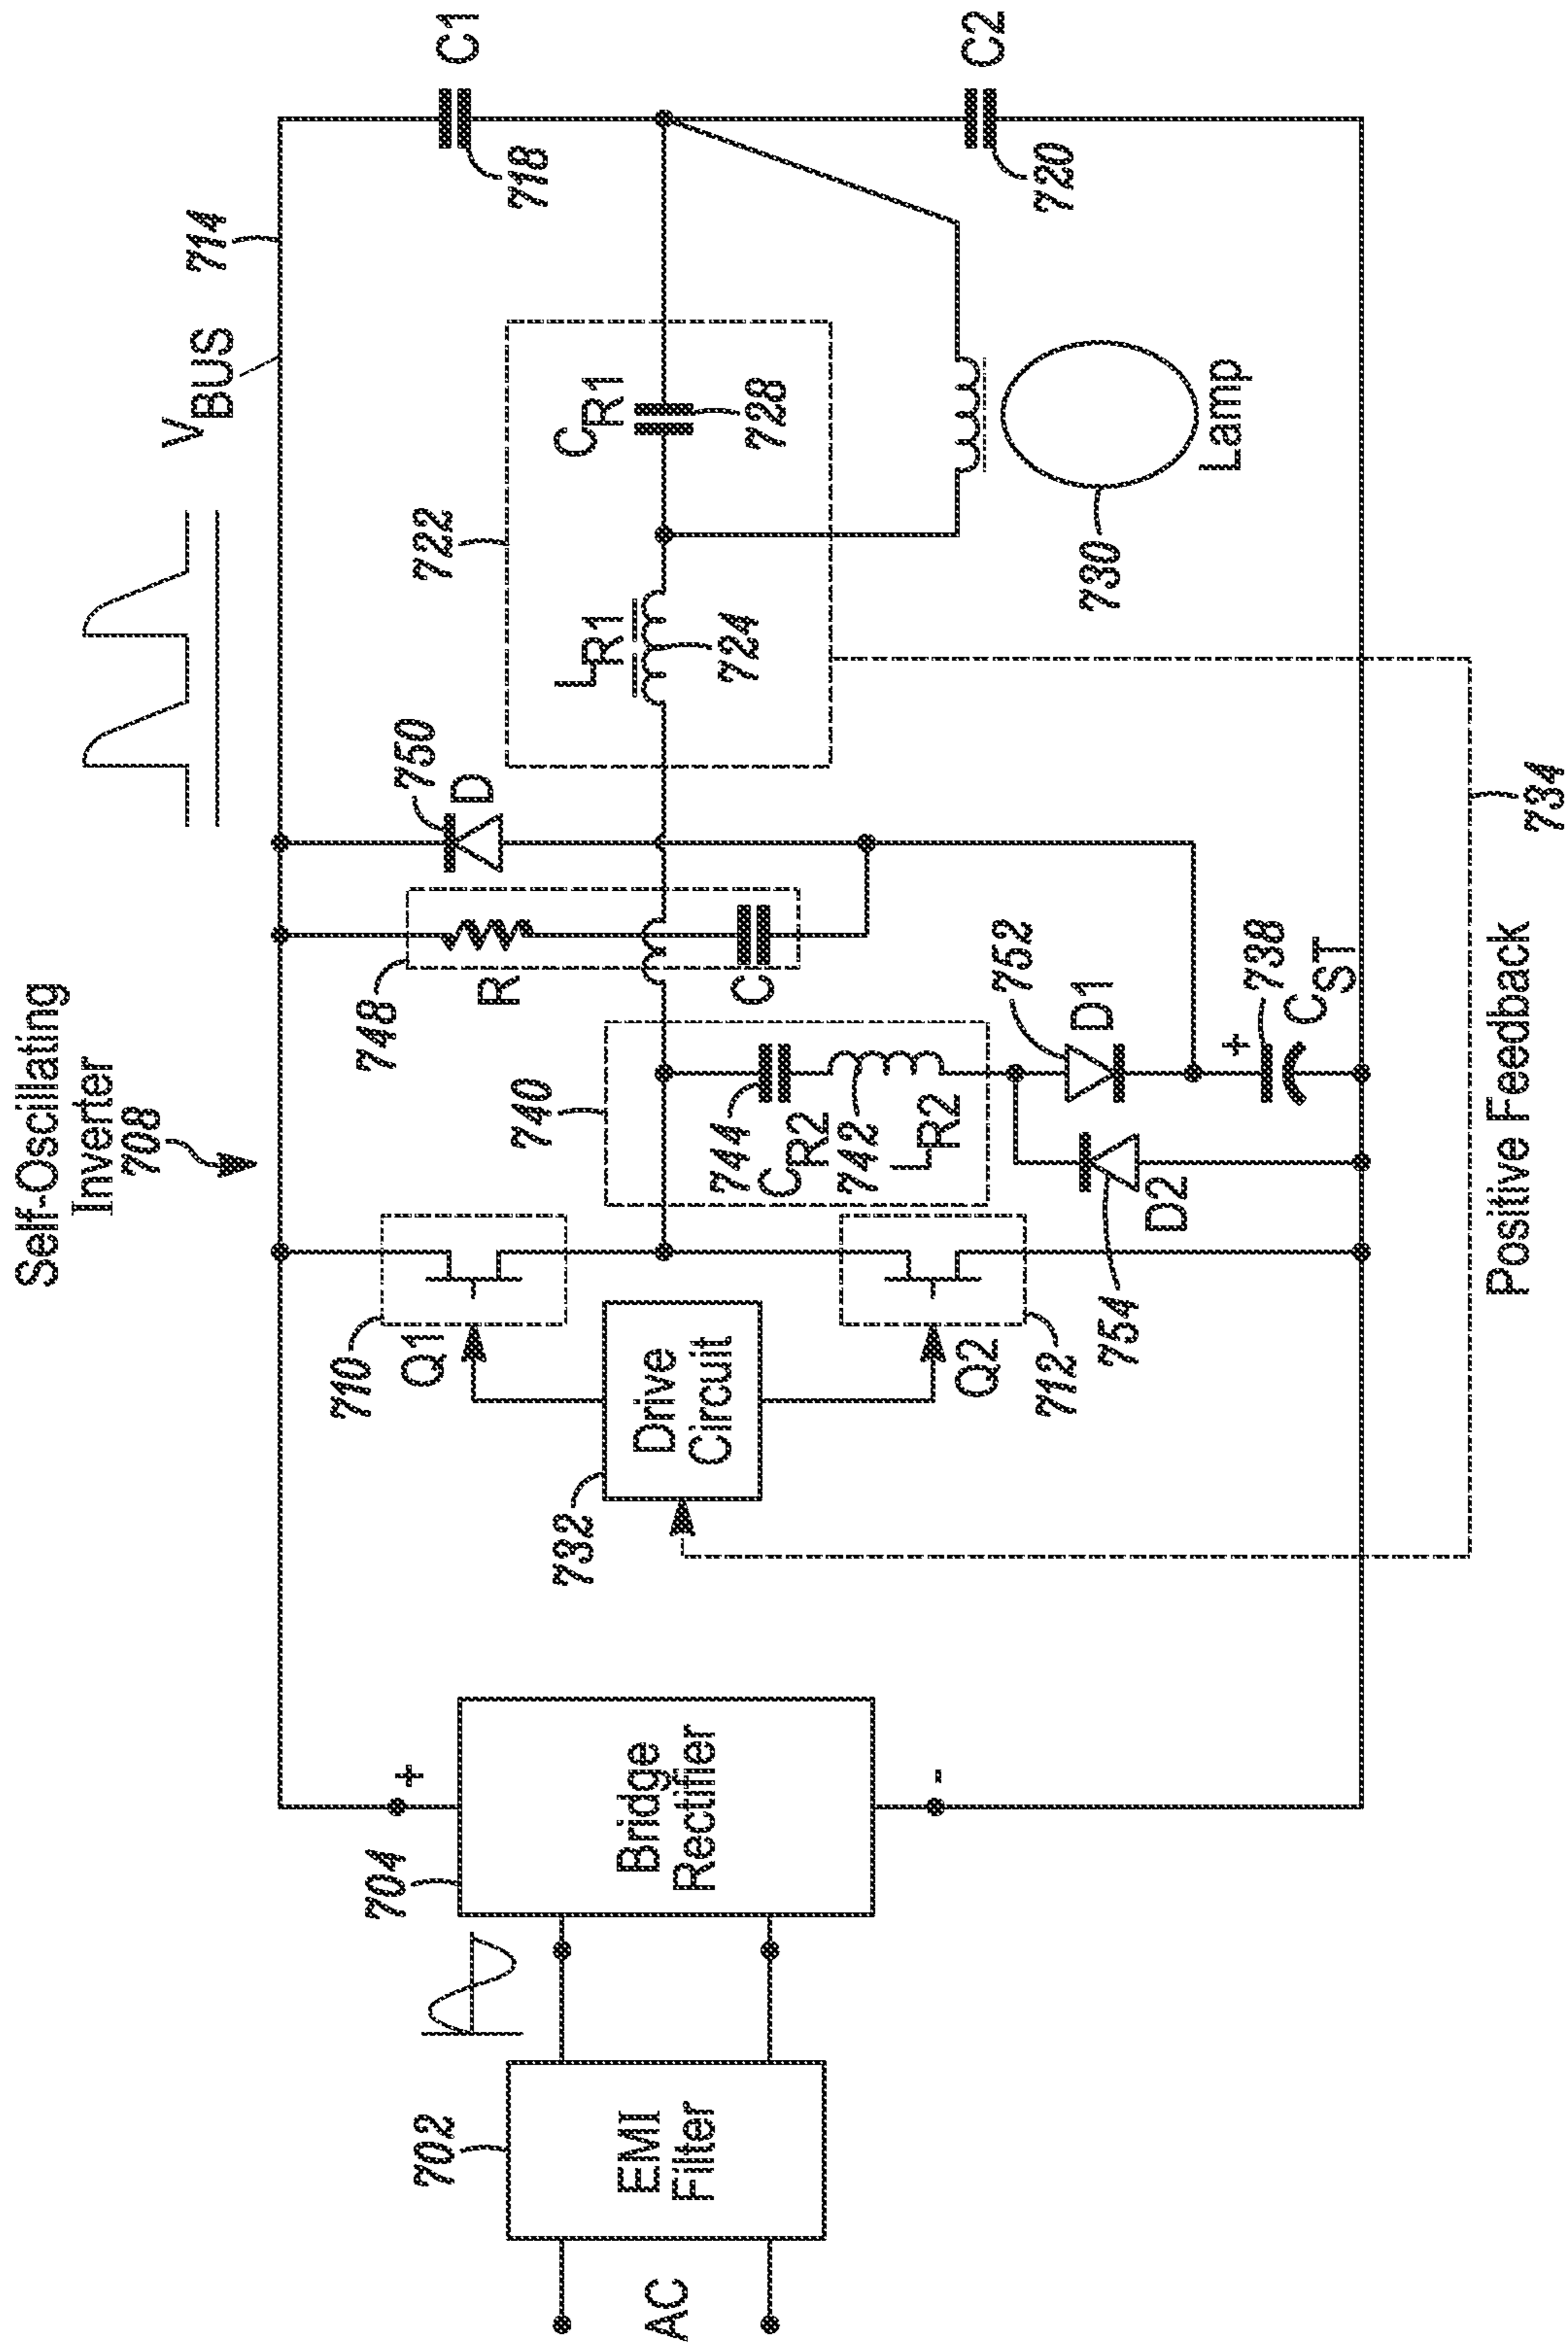 Self-Oscillating
Inverter
708
V BUS
714
C1
718
C2
720
722
L R1
724
C R1
728
730
Lamp
750
D
748
R
C
740
744
C R2
742
L R2
752
D1
754
D2
738
+
C ST
710
Q1
Q2
712
732
Drive
Circuit
734
Positive Feedback
704
+
-
Bridge
Rectifier
702
EMI
Filter
AC